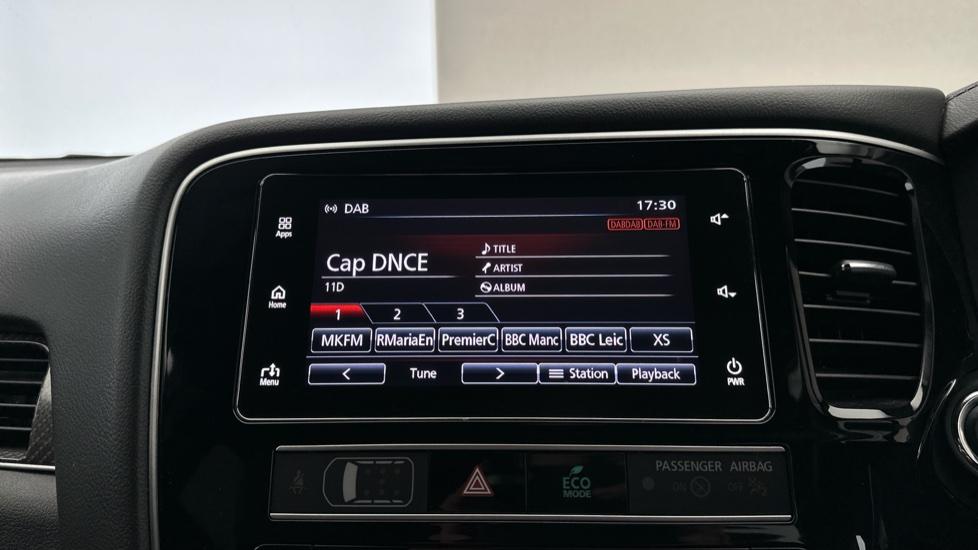 DAB
17:30
DABDAB DAB-FM
Apps
Cap DNCE
TITLE
ARTIST
11D
ALBUM
Home
1 2 3
MKFM RMariaEn PremierC BBC Manc BBC Leic XS
< Tune > Station Playback
Menu
PWR
ECO
MODE
PASSENGER AIRBAG
ON OFF